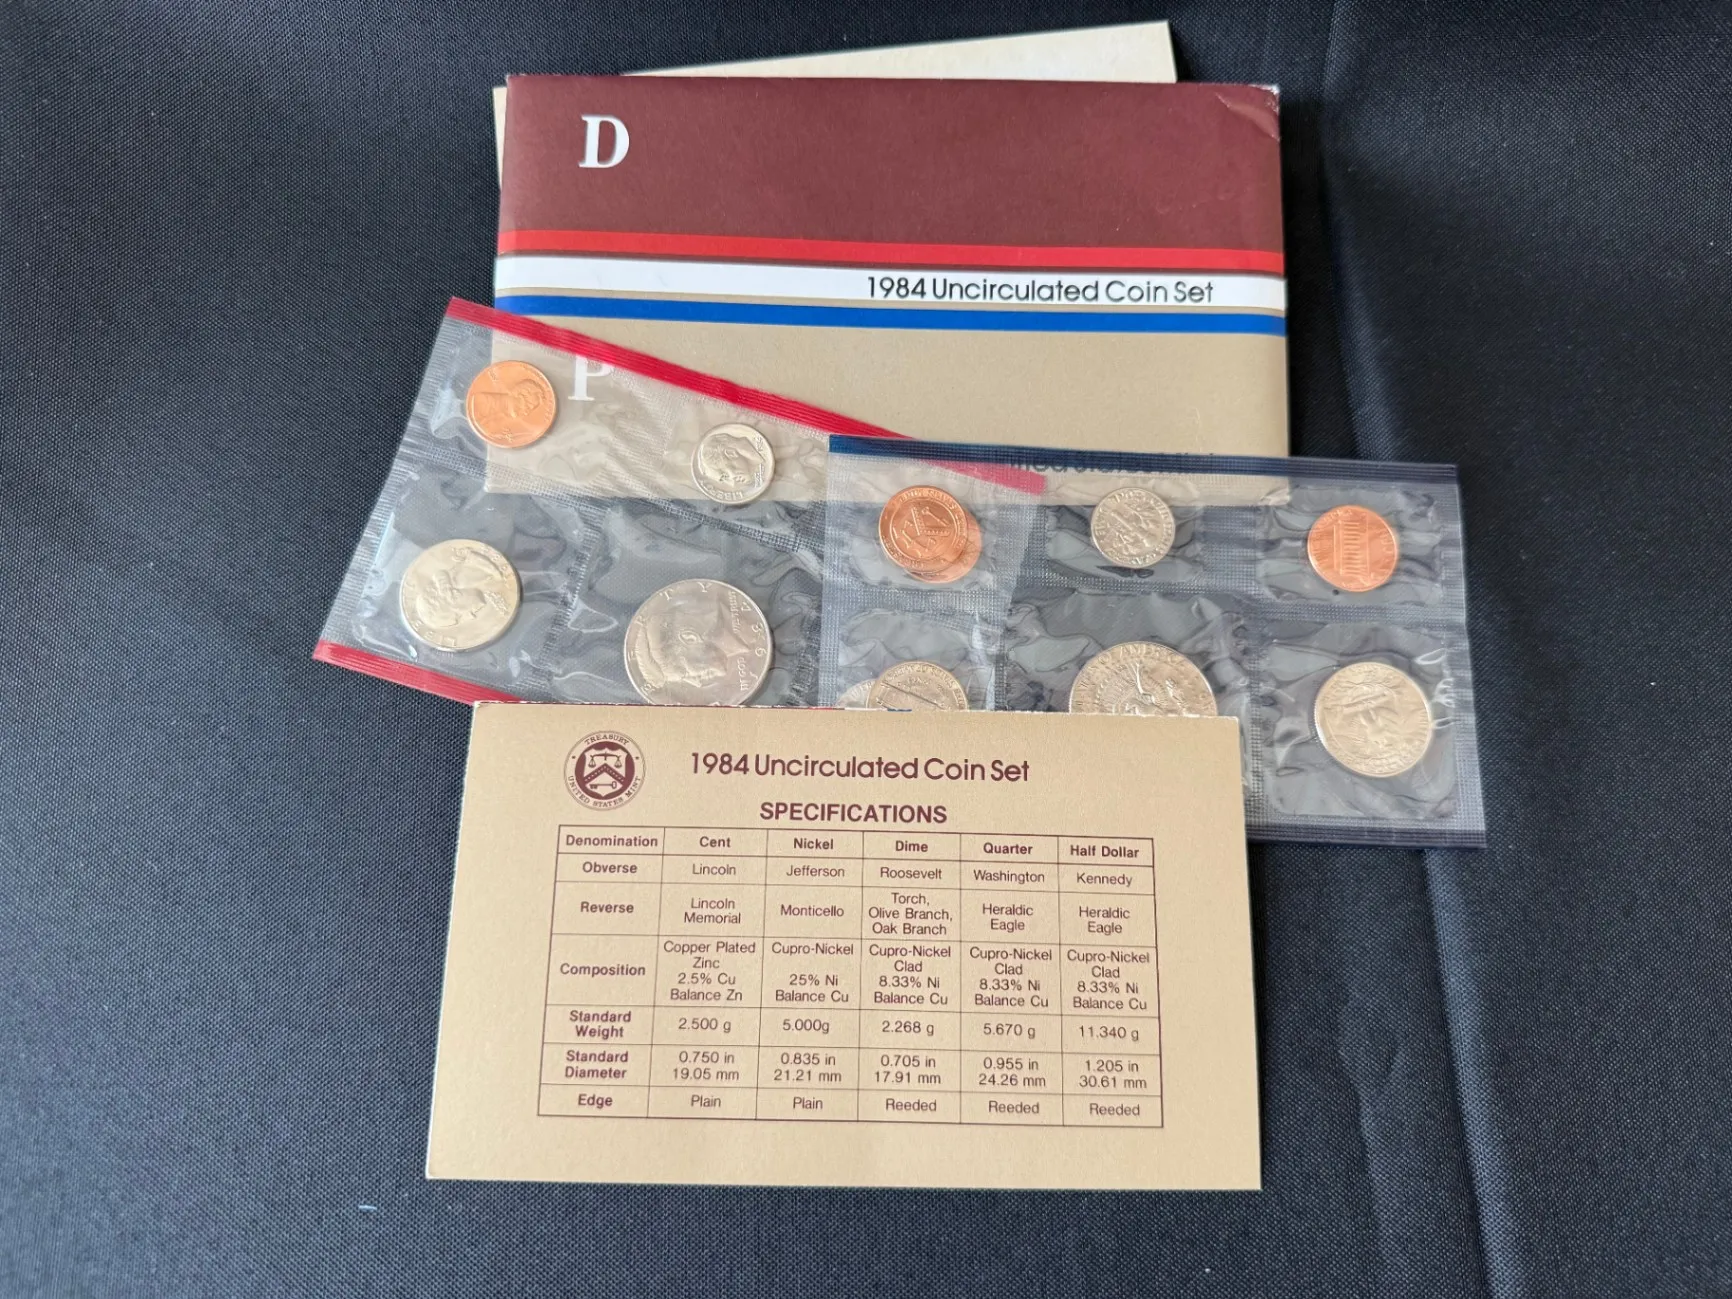 D
1984 Uncirculated Coin Set
P
TREASURY
UNITED STATES MINT
1984 Uncirculated Coin Set
SPECIFICATIONS
Denomination Cent Nickel Dime Quarter Half Dollar
Obverse Lincoln Jefferson Roosevelt Washington Kennedy
Reverse Lincoln Memorial Monticello Torch, Olive Branch, Oak Branch Heraldic Eagle Heraldic Eagle
Composition Copper Plated Zinc 2.5% Cu Balance Zn Cupro-Nickel 25% Ni Balance Cu Cupro-Nickel Clad 8.33% Ni Balance Cu Cupro-Nickel Clad 8.33% Ni Balance Cu Cupro-Nickel Clad 8.33% Ni Balance Cu
Standard Weight 2.500 g 5.000g 2.268 g 5.670 g 11.340 g
Standard Diameter 0.750 in 19.05 mm 0.835 in 21.21 mm 0.705 in 17.91 mm 0.955 in 24.26 mm 1.205 in 30.61 mm
Edge Plain Plain Reeded Reeded Reeded